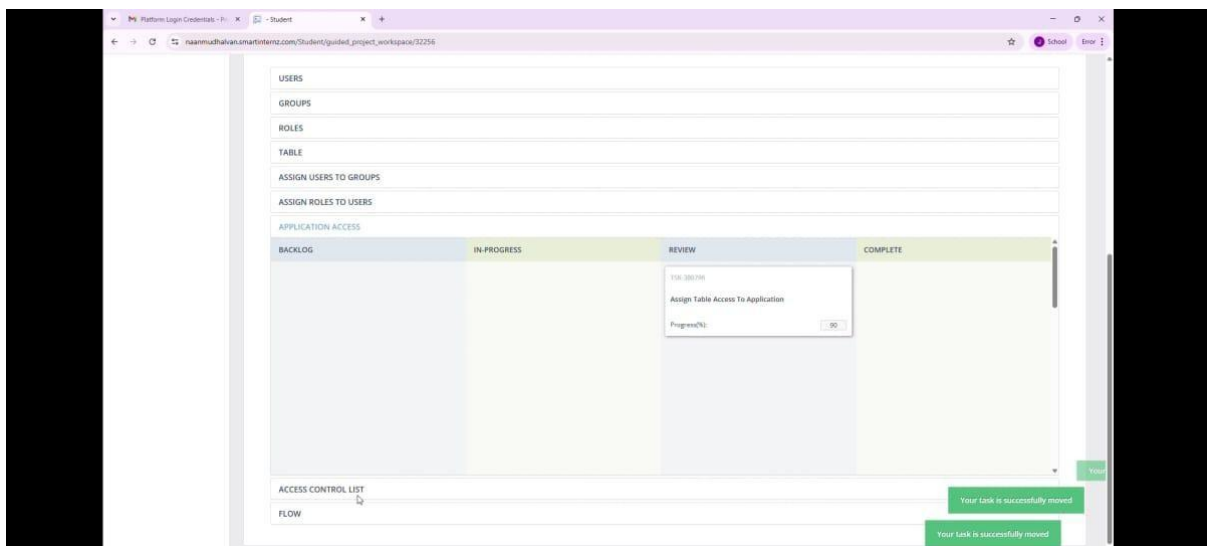 Platform Login Credentials - P
- Student
naanmudhalvan.smartinternz.com/Student/guided_project_workspace/32256
School
Error
USERS
GROUPS
ROLES
TABLE
ASSIGN USERS TO GROUPS
ASSIGN ROLES TO USERS
APPLICATION ACCESS
BACKLOG IN-PROGRESS REVIEW COMPLETE
Assign Table Access To Application
Progress(%): 90
ACCESS CONTROL LIST
Your
Your task is successfully moved
FLOW
Your task is successfully moved